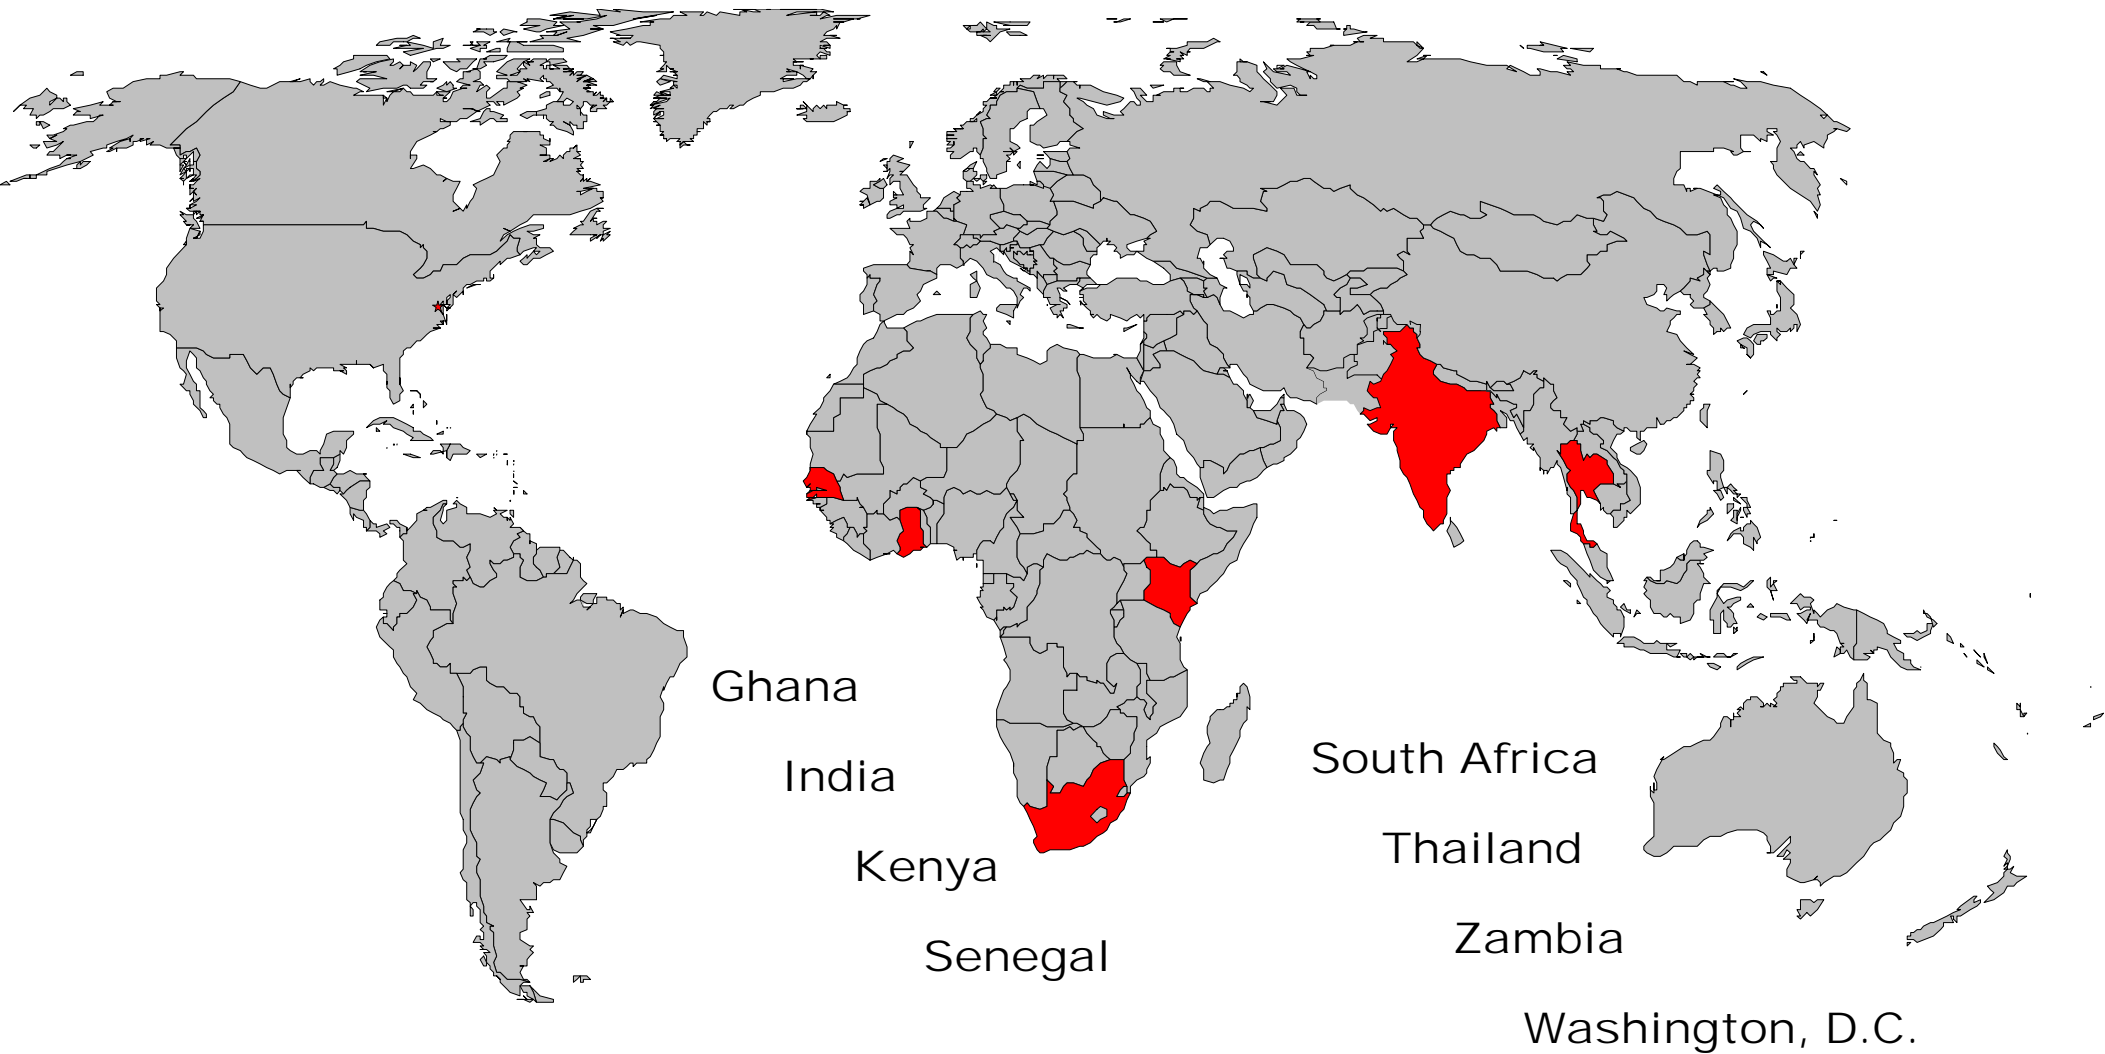 Ghana
India
Kenya
Senegal
South Africa
Thailand
Zambia
Washington, D.C.